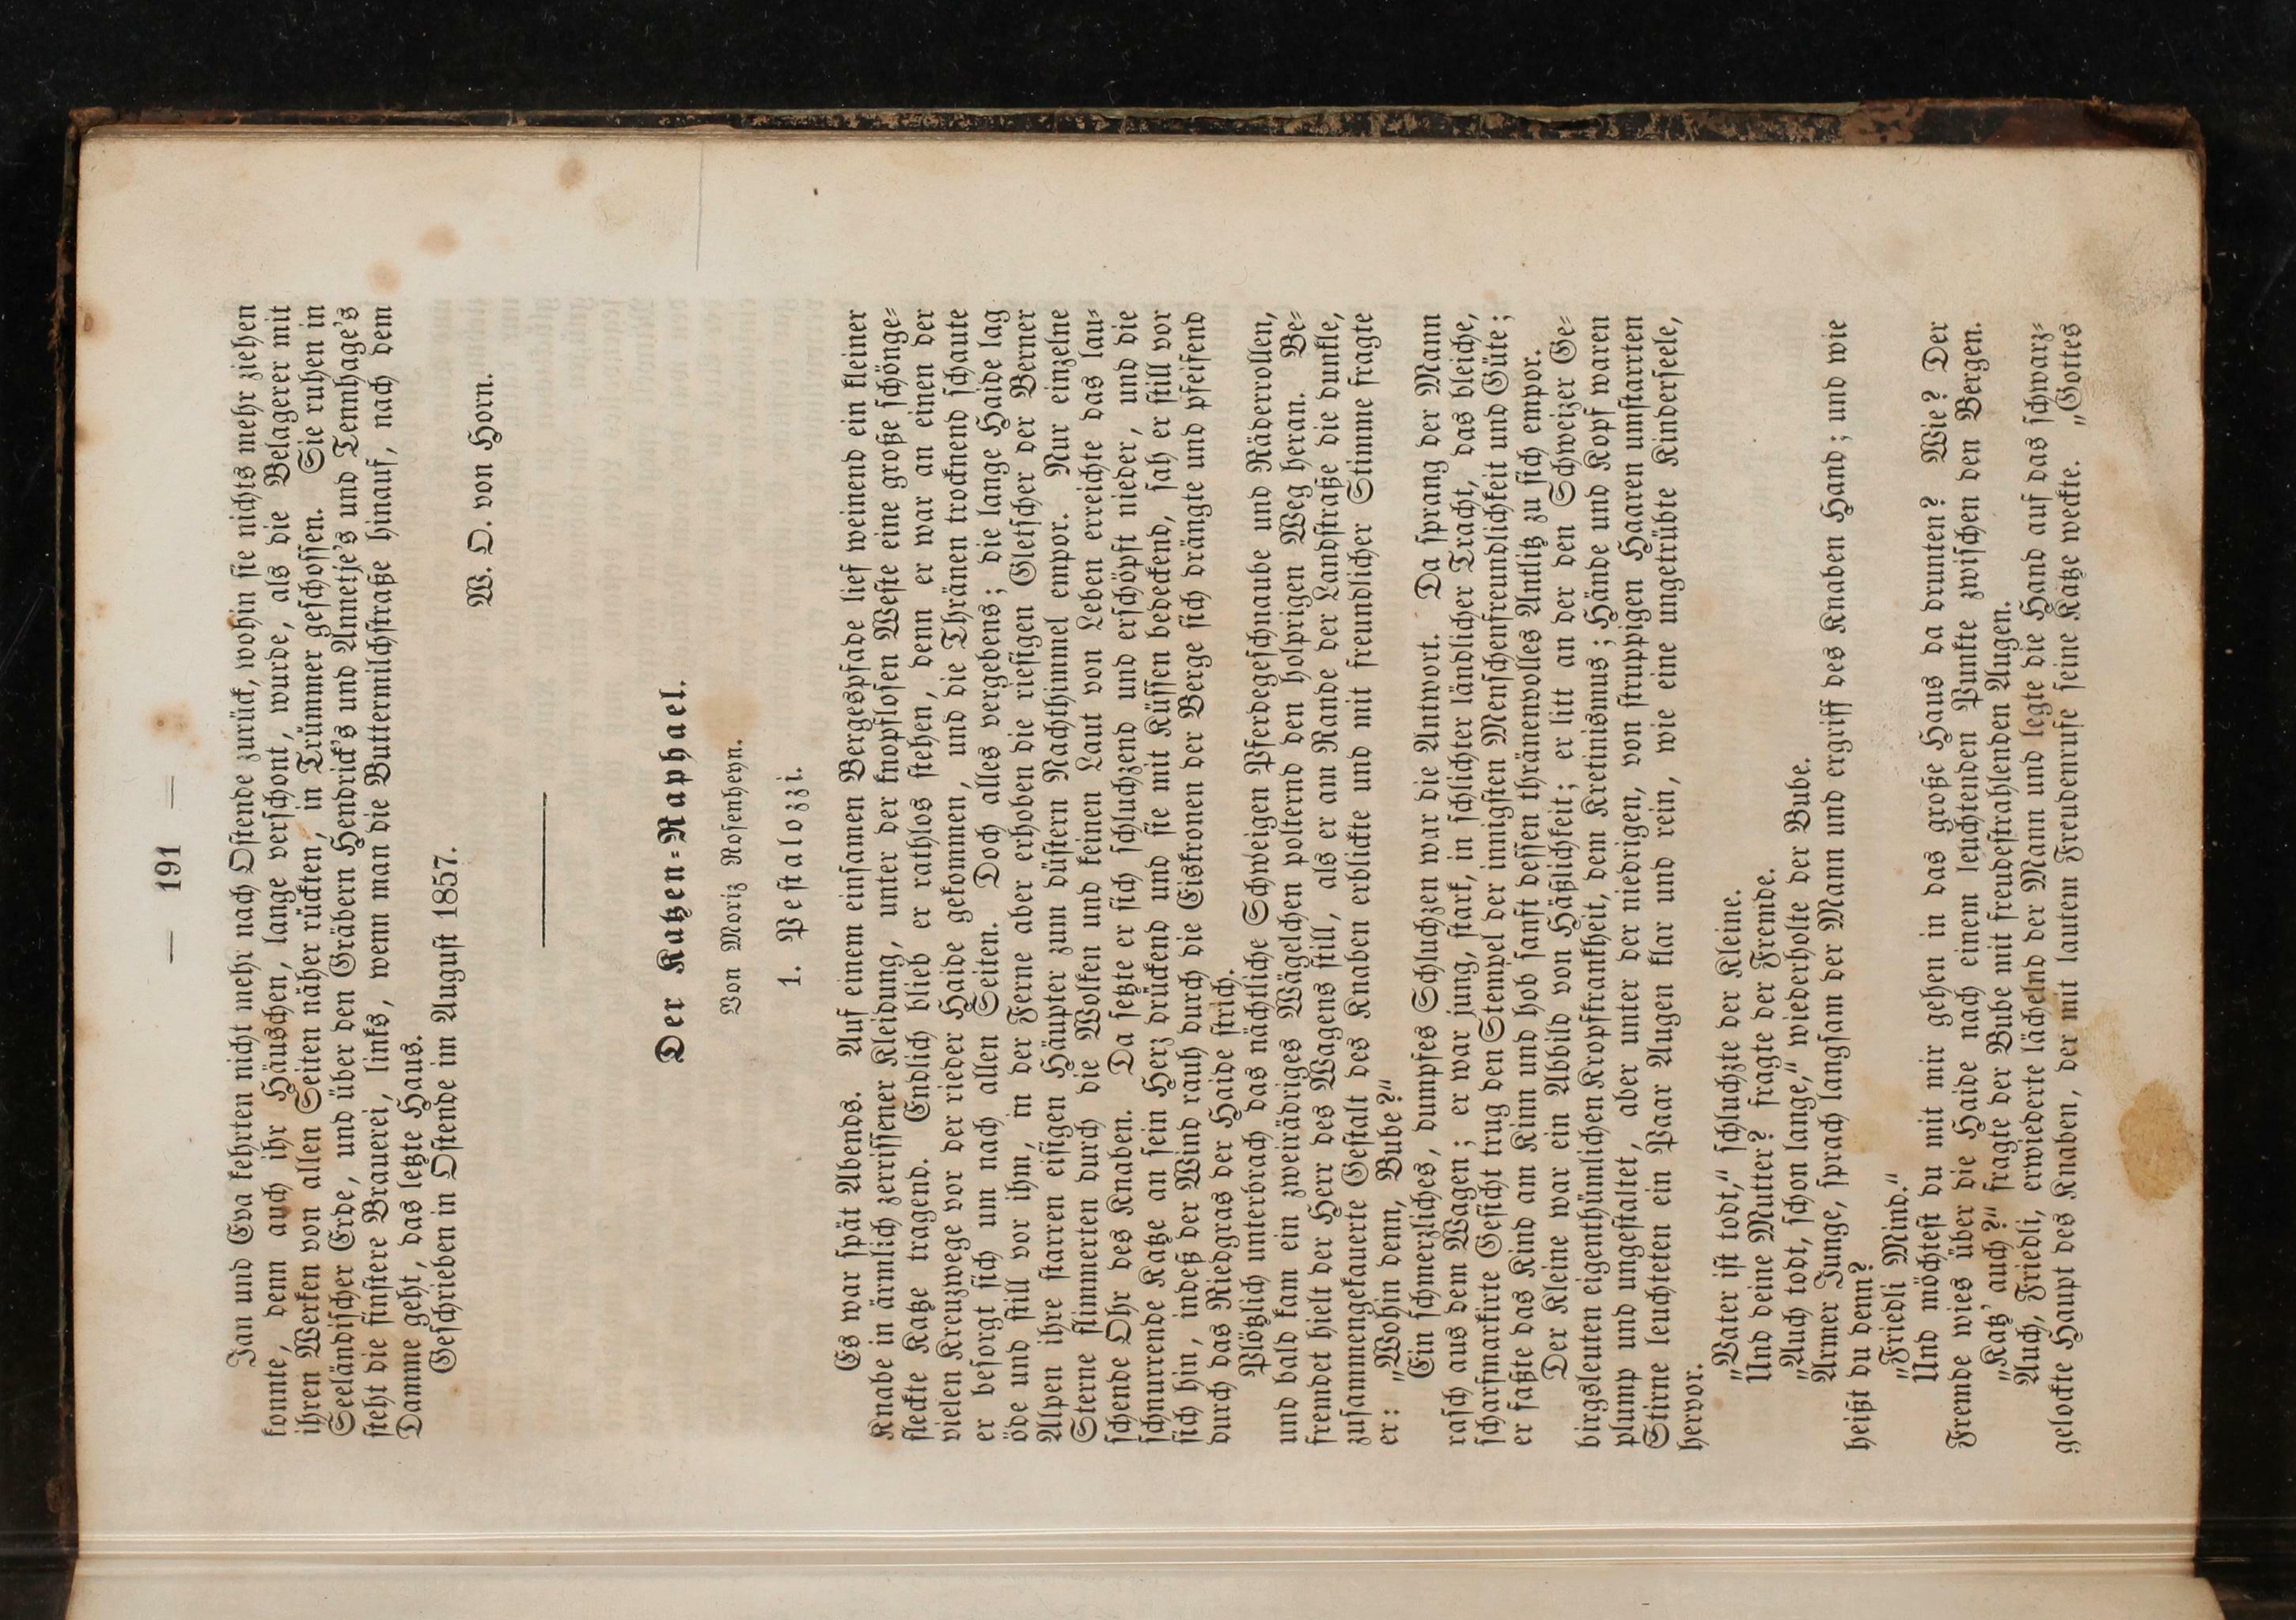 — 191 —
Jan und Eva kehrten nicht mehr nach Ostende zurück, wohin sie nichts mehr ziehen
konnte, denn auch ihr Häuschen, lange verschont, wurde, als die Belagerer mit
ihren Werken von allen Seiten näher rückten, in Trümmer geschossen. Sie ruhen in
Seeländischer Erde, und über den Gräbern Hendrick's und Annetje's und Tennhage's
steht die finstere Brauerei, links, wenn man die Buttermilchstraße hinauf, nach dem
Damme geht, das letzte Haus.
Geschrieben in Ostende im August 1857.
W. O. von Horn.
Der Katzen-Raphael.
Von Moriz Rosenheyn.
1. Pestalozzi.
Es war spät Abends. Auf einem einsamen Bergespfade lief weinend ein kleiner
Knabe in ärmlich zerrissener Kleidung, unter der knopflosen Weste eine große schönge-
fleckte Katze tragend. Endlich blieb er rathlos stehen, denn er war an einen der
vielen Kreuzwege vor der rieder Haide gekommen, und die Thränen trocknend schaute
er besorgt sich um nach allen Seiten. Doch alles vergebens; die lange Haide lag
öde und still vor ihm, in der Ferne aber erhoben die riesigen Gletscher der Berner
Alpen ihre starren eisigen Häupter zum düstern Nachthimmel empor. Nur einzelne
Sterne flimmerten durch die Wolken und keinen Laut von Leben erreichte das lau-
schende Ohr des Knaben. Da setzte er sich schluchzend und erschöpft nieder, und die
schnurrende Katze an sein Herz drückend und sie mit Küssen bedeckend, sah er still vor
sich hin, indeß der Wind rauh durch die Eiskronen der Berge sich drängte und pfeifend
durch das Riedgras der Haide strich.
Plötzlich unterbrach das nächtliche Schweigen Pferdegeschnaube und Räderrollen,
und bald kam ein zweirädriges Wägelchen polternd den holprigen Weg heran. Be-
fremdet hielt der Herr des Wagens still, als er am Rande der Landstraße die dunkle,
zusammengekauerte Gestalt des Knaben erblickte und mit freundlicher Stimme fragte
er: „Wohin denn, Bube?“
Ein schmerzliches, dumpfes Schluchzen war die Antwort. Da sprang der Mann
rasch aus dem Wagen; er war jung, stark, in schlichter ländlicher Tracht, das bleiche,
scharfmarkirte Gesicht trug den Stempel der innigsten Menschenfreundlichkeit und Güte;
er faßte das Kind am Kinn und hob sanft dessen thränenvolles Antlitz zu sich empor.
Der Kleine war ein Abbild von Häßlichkeit; er litt an der den Schweizer Ge-
birgsleuten eigenthümlichen Kropfkrankheit, dem Kretinismus; Hände und Kopf waren
plump und ungestaltet, aber unter der niedrigen, von struppigen Haaren umstarrten
Stirne leuchteten ein Paar Augen klar und rein, wie eine ungetrübte Kinderseele,
hervor.
„Vater ist todt,“ schluchzte der Kleine.
Und deine Mutter? fragte der Fremde.
„Auch todt, schon lange,“ wiederholte der Bube.
Armer Junge, sprach langsam der Mann und ergriff des Knaben Hand; und wie
heißt du denn?
„Friedli Mind.“
Und möchtest du mit mir gehen in das große Haus da drunten? Wie? Der
Fremde wies über die Haide nach einem leuchtenden Punkte zwischen den Bergen.
„Katz' auch?“ fragte der Bube mit freudestrahlenden Augen.
Auch, Friedli, erwiederte lächelnd der Mann und legte die Hand auf das schwarz-
gelockte Haupt des Knaben, der mit lautem Freudenrufe seine Katze weckte. „Gottes